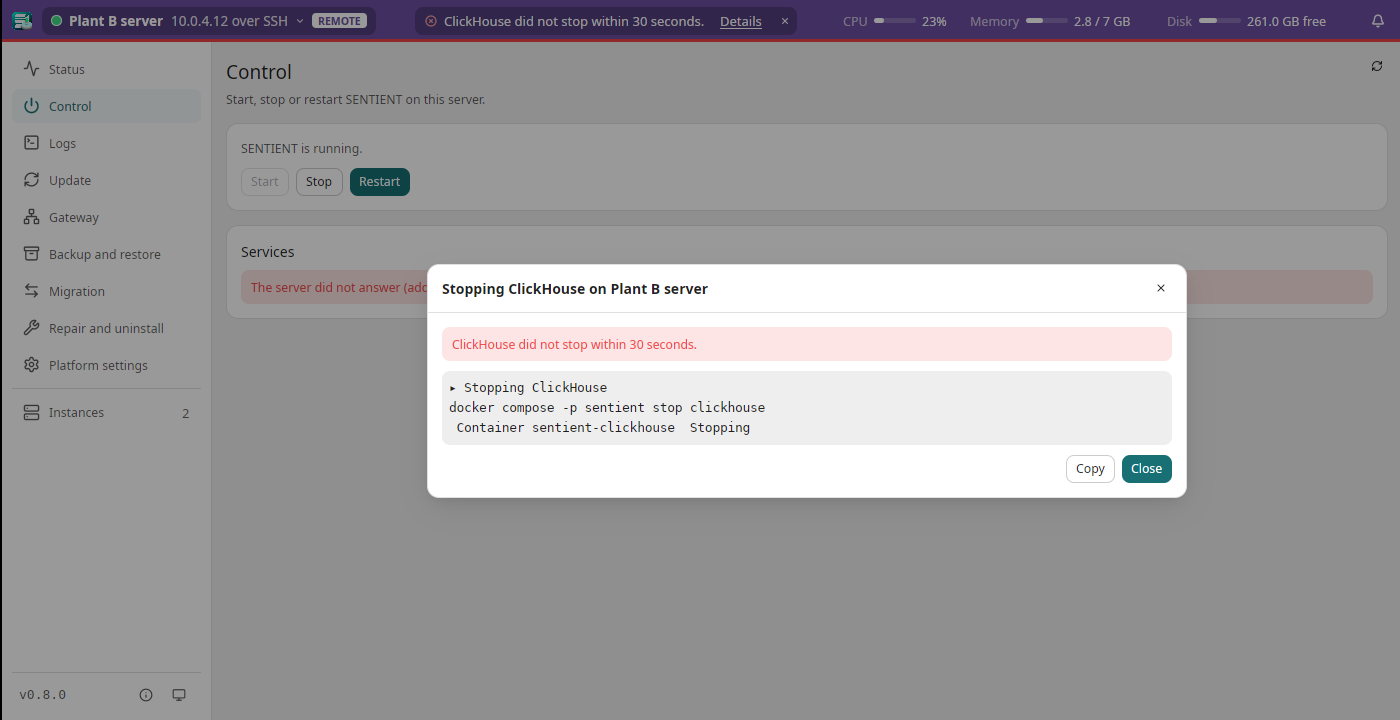 Plant B server 10.0.4.12 over SSH REMOTE
ClickHouse did not stop within 30 seconds. Details ×
CPU 23% Memory 2.8 / 7 GB Disk 261.0 GB free
Status
Control
Logs
Update
Gateway
Backup and restore
Migration
Repair and uninstall
Platform settings
Instances 2
v0.8.0
Control
Start, stop or restart SENTIENT on this server.
SENTIENT is running.
Start Stop Restart
Services
The server did not answer (add
Stopping ClickHouse on Plant B server ×
ClickHouse did not stop within 30 seconds.
▸ Stopping ClickHouse
docker compose -p sentient stop clickhouse
Container sentient-clickhouse Stopping
Copy Close